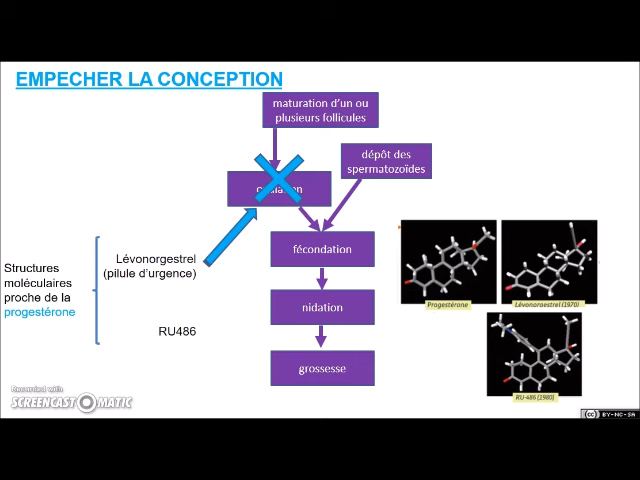 EMPECHER LA CONCEPTION
maturation d'un ou
plusieurs follicules
dépôt des
spermatozoïdes
fécondation
nidation
grossesse
Lévonorgestrel
(pilule d'urgence)
RU486
Structures
moléculaires
proche de la
progestérone
Progestérone
Lévonorgestrel (1970)
RU-486 (1980)
Recorded with
SCREENCAST-O-MATIC
cc BY-NC-SA